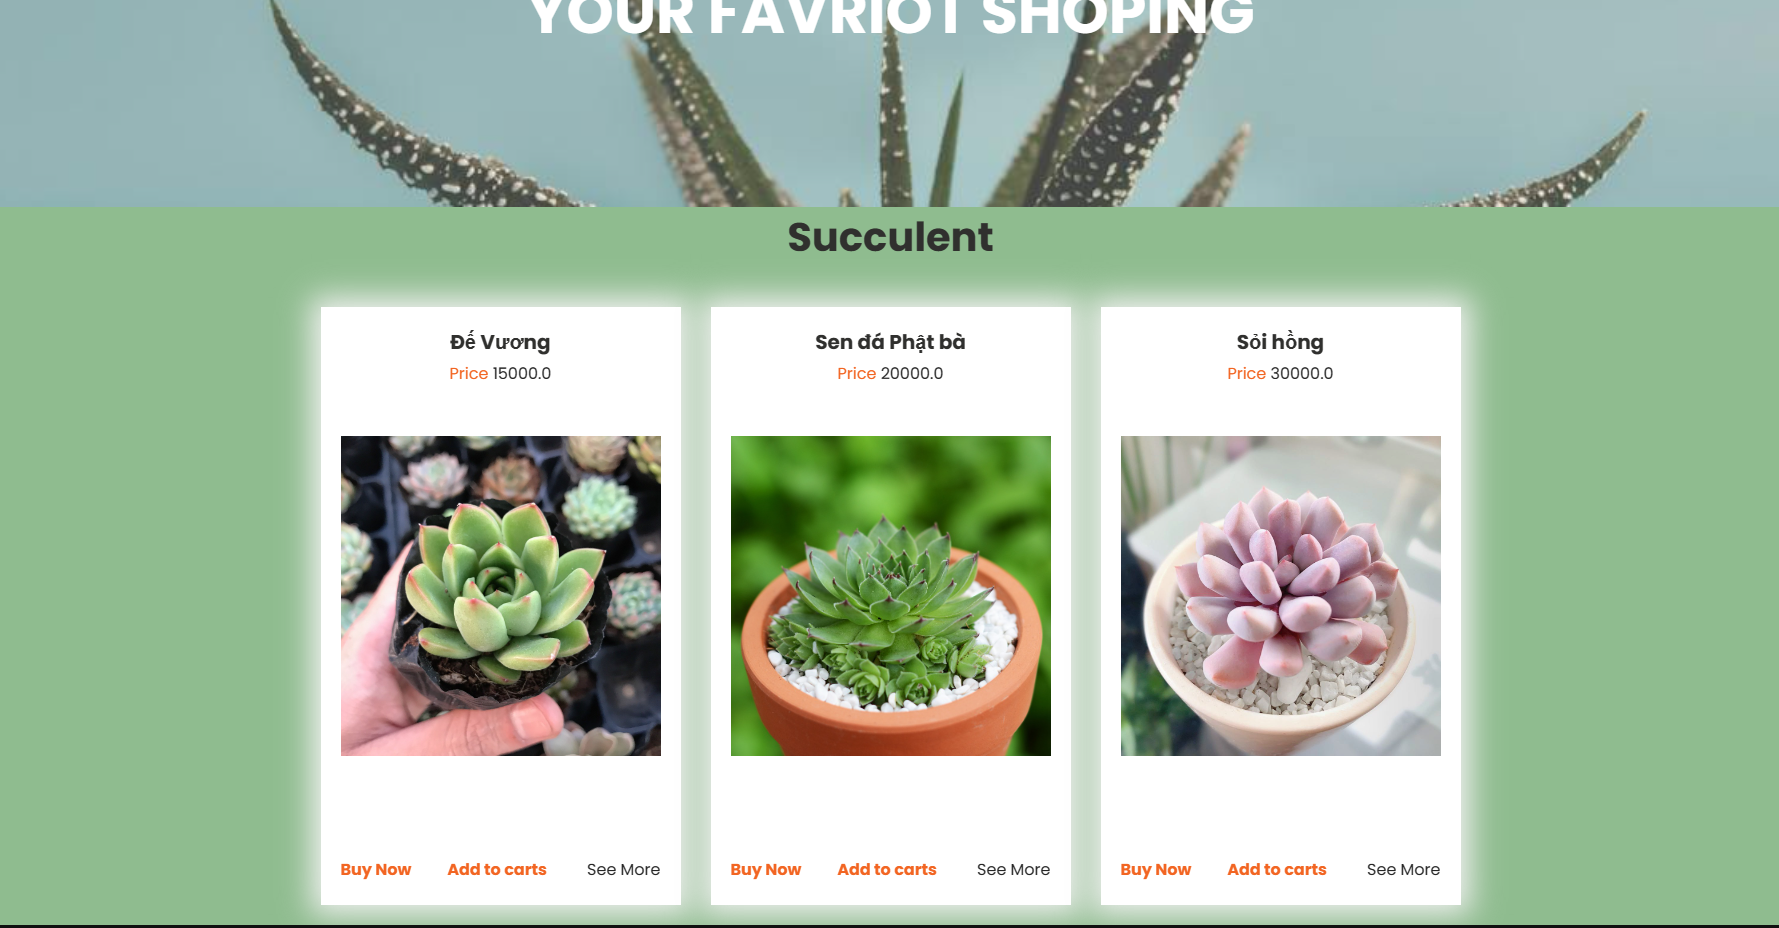 YOUR FAVRIOT SHOPING
Succulent
Đế Vương
Price 15000.0
Buy Now Add to carts See More
Sen đá Phật bà
Price 20000.0
Buy Now Add to carts See More
Sỏi hồng
Price 30000.0
Buy Now Add to carts See More